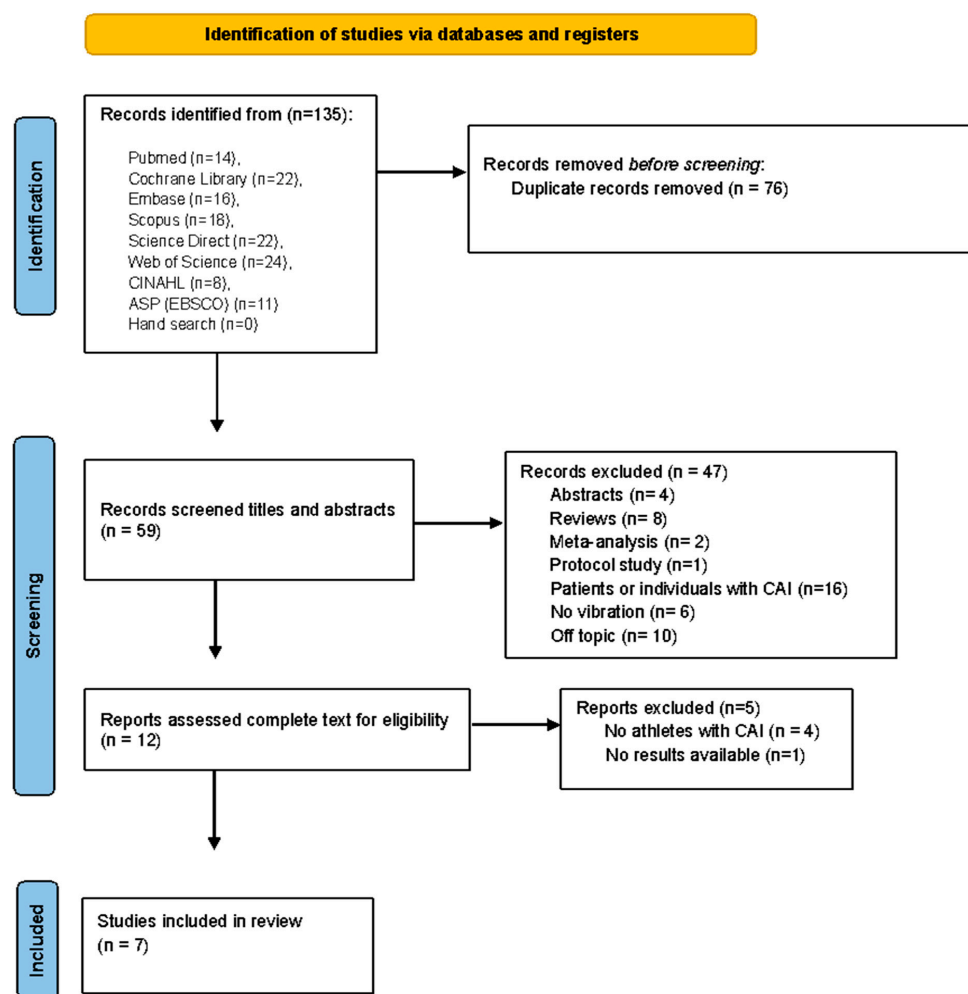 Identification of studies via databases and registers
Identification
Records identified from (n=135):
Pubmed (n=14),
Cochrane Library (n=22),
Embase (n=16),
Scopus (n=18),
Science Direct (n=22),
Web of Science (n=24),
CINAHL (n=8),
ASP (EBSCO) (n=11)
Hand search (n=0)
Records removed before screening:
Duplicate records removed (n = 76)
Screening
Records screened titles and abstracts
(n = 59)
Records excluded (n = 47)
Abstracts (n= 4)
Reviews (n= 8)
Meta-analysis (n= 2)
Protocol study (n=1)
Patients or individuals with CAI (n=16)
No vibration (n= 6)
Off topic (n= 10)
Reports assessed complete text for eligibility
(n = 12)
Reports excluded (n=5)
No athletes with CAI (n = 4)
No results available (n=1)
Included
Studies included in review
(n = 7)